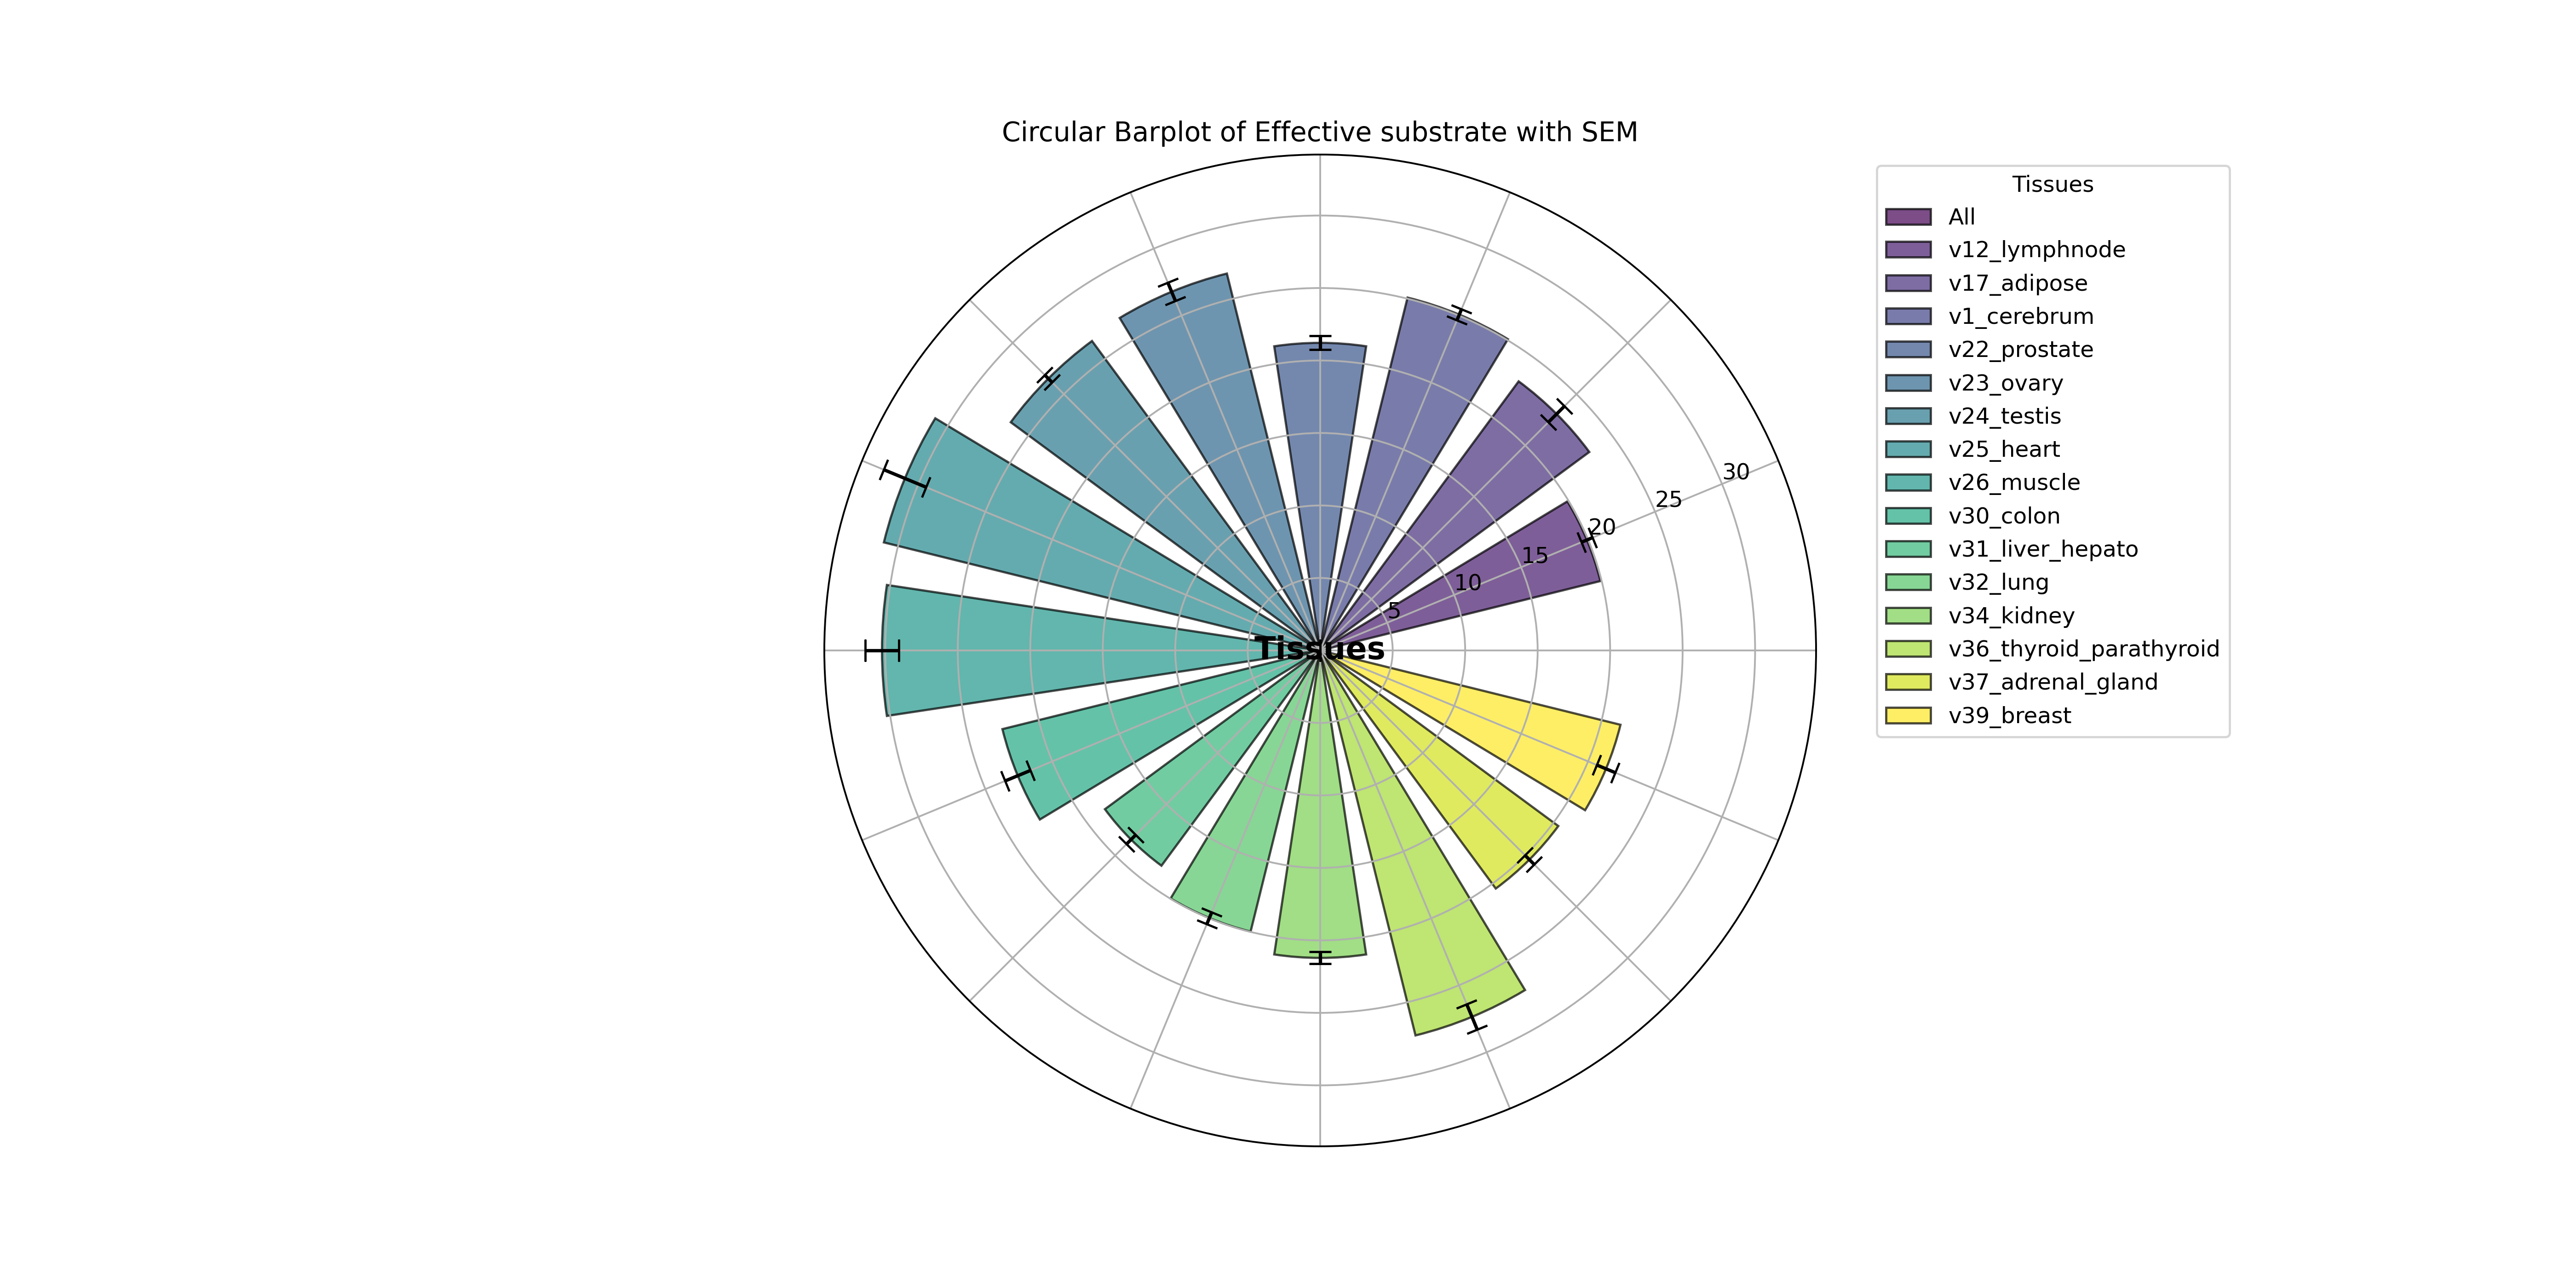 Circular Barplot of Effective substrate with SEM
30
25
20
15
10
5
Tissues
Tissues
All
v12_lymphnode
v17_adipose
v1_cerebrum
v22_prostate
v23_ovary
v24_testis
v25_heart
v26_muscle
v30_colon
v31_liver_hepato
v32_lung
v34_kidney
v36_thyroid_parathyroid
v37_adrenal_gland
v39_breast